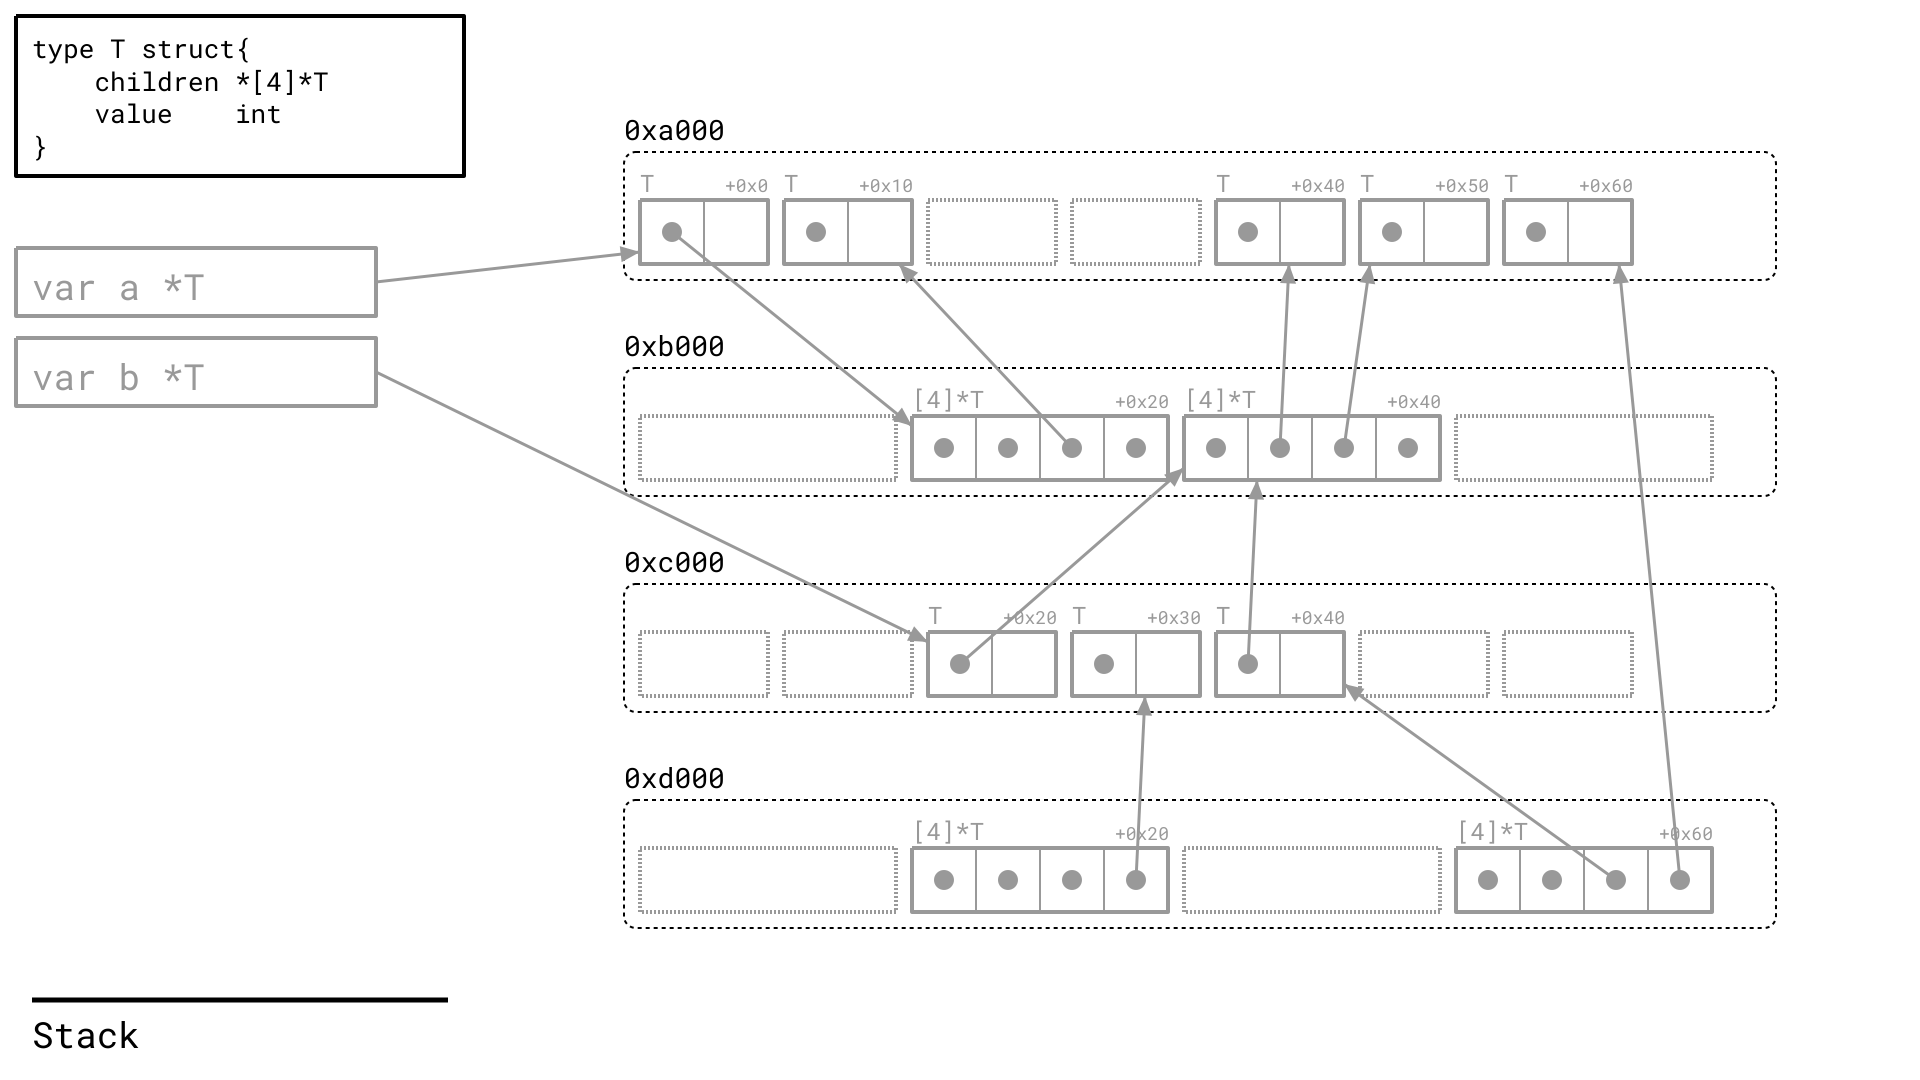 type T struct{
    children *[4]*T
    value    int
}
var a *T
var b *T
0xa000
T +0x0 T +0x10 T +0x40 T +0x50 T +0x60
0xb000
[4]*T +0x20 [4]*T +0x40
0xc000
T +0x20 T +0x30 T +0x40
0xd000
[4]*T +0x20 [4]*T +0x60
Stack